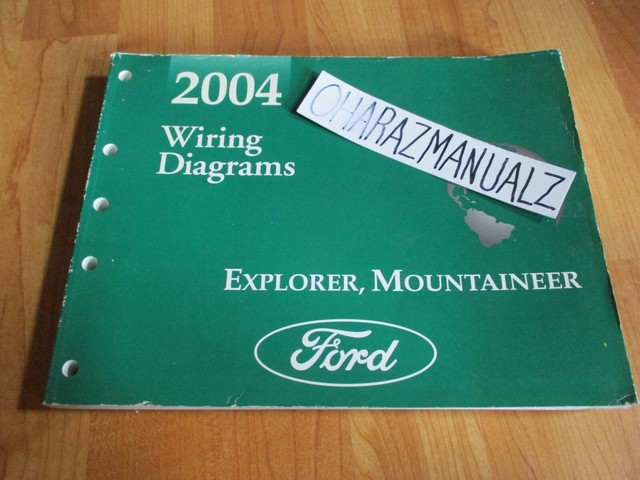 2004
OHARAZMANUALZ
Wiring
Diagrams
EXPLORER, MOUNTAINEER
Ford